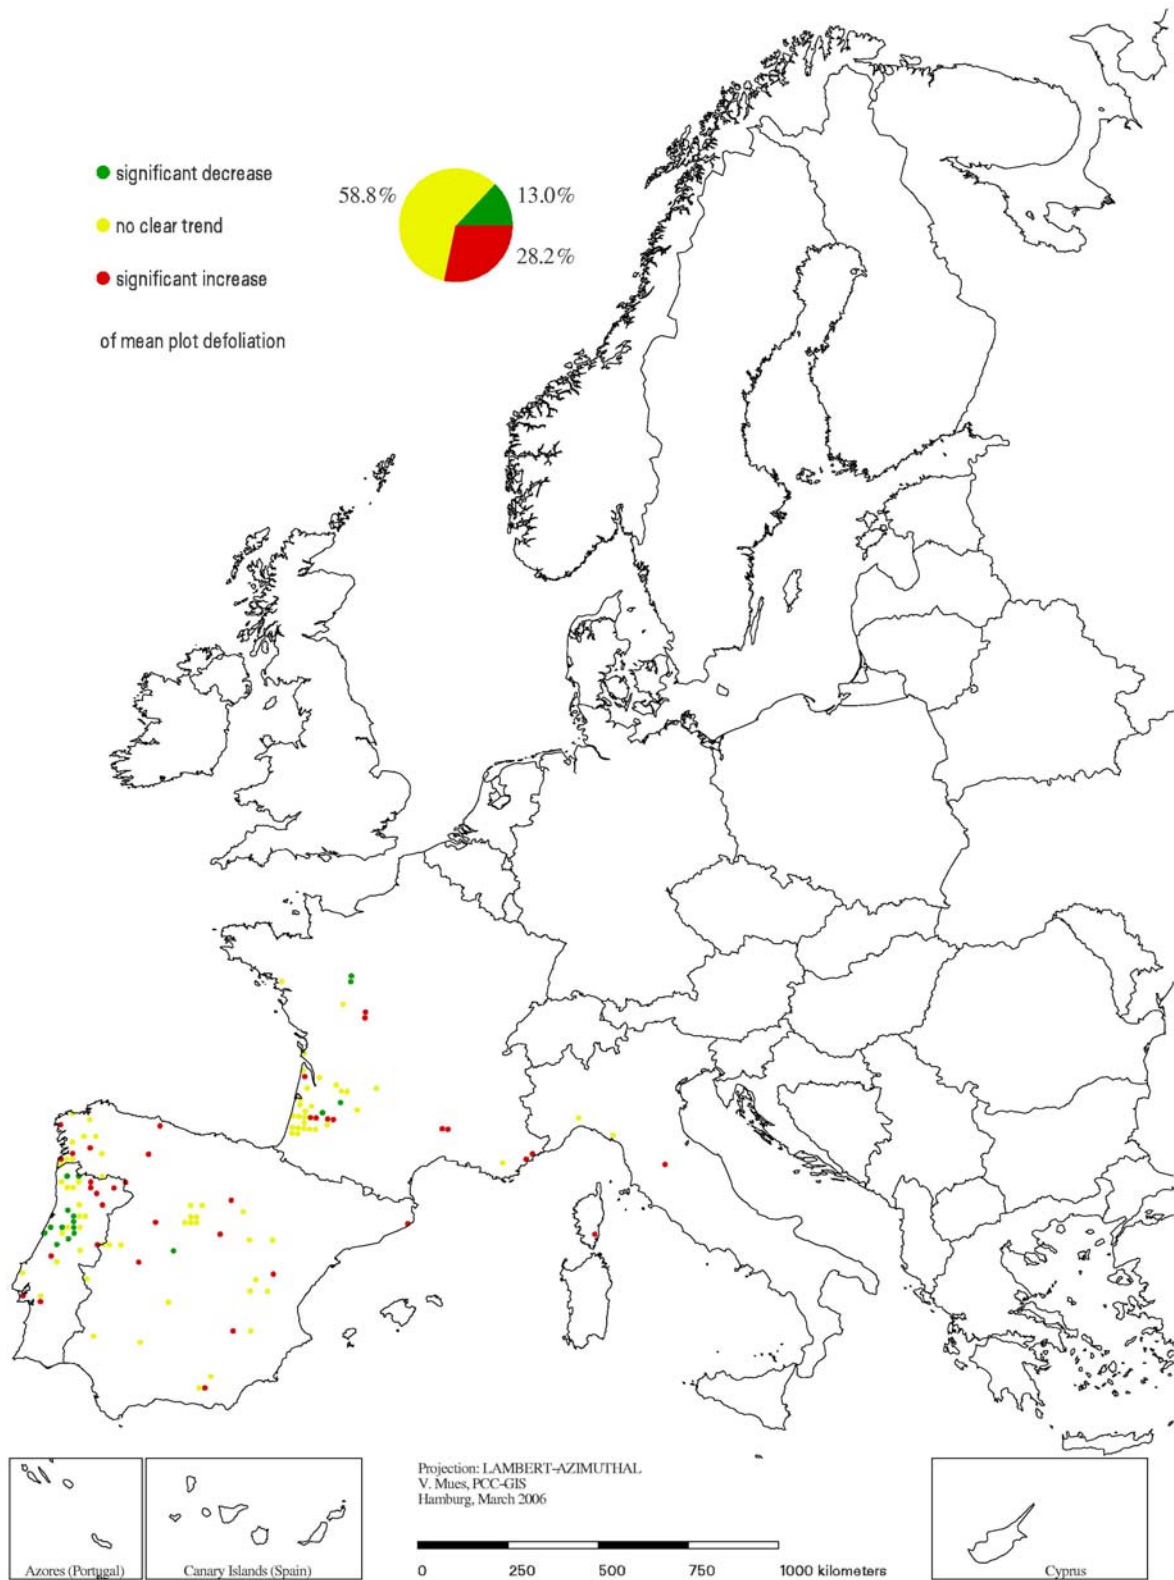 significant decrease
no clear trend
significant increase
of mean plot defoliation
58.8%
13.0%
28.2%
Projection: LAMBERT-AZIMUTHAL
V. Mues, PCC-GIS
Hamburg, March 2006
0 250 500 750 1000 kilometers
Azores (Portugal)
Canary Islands (Spain)
Cyprus